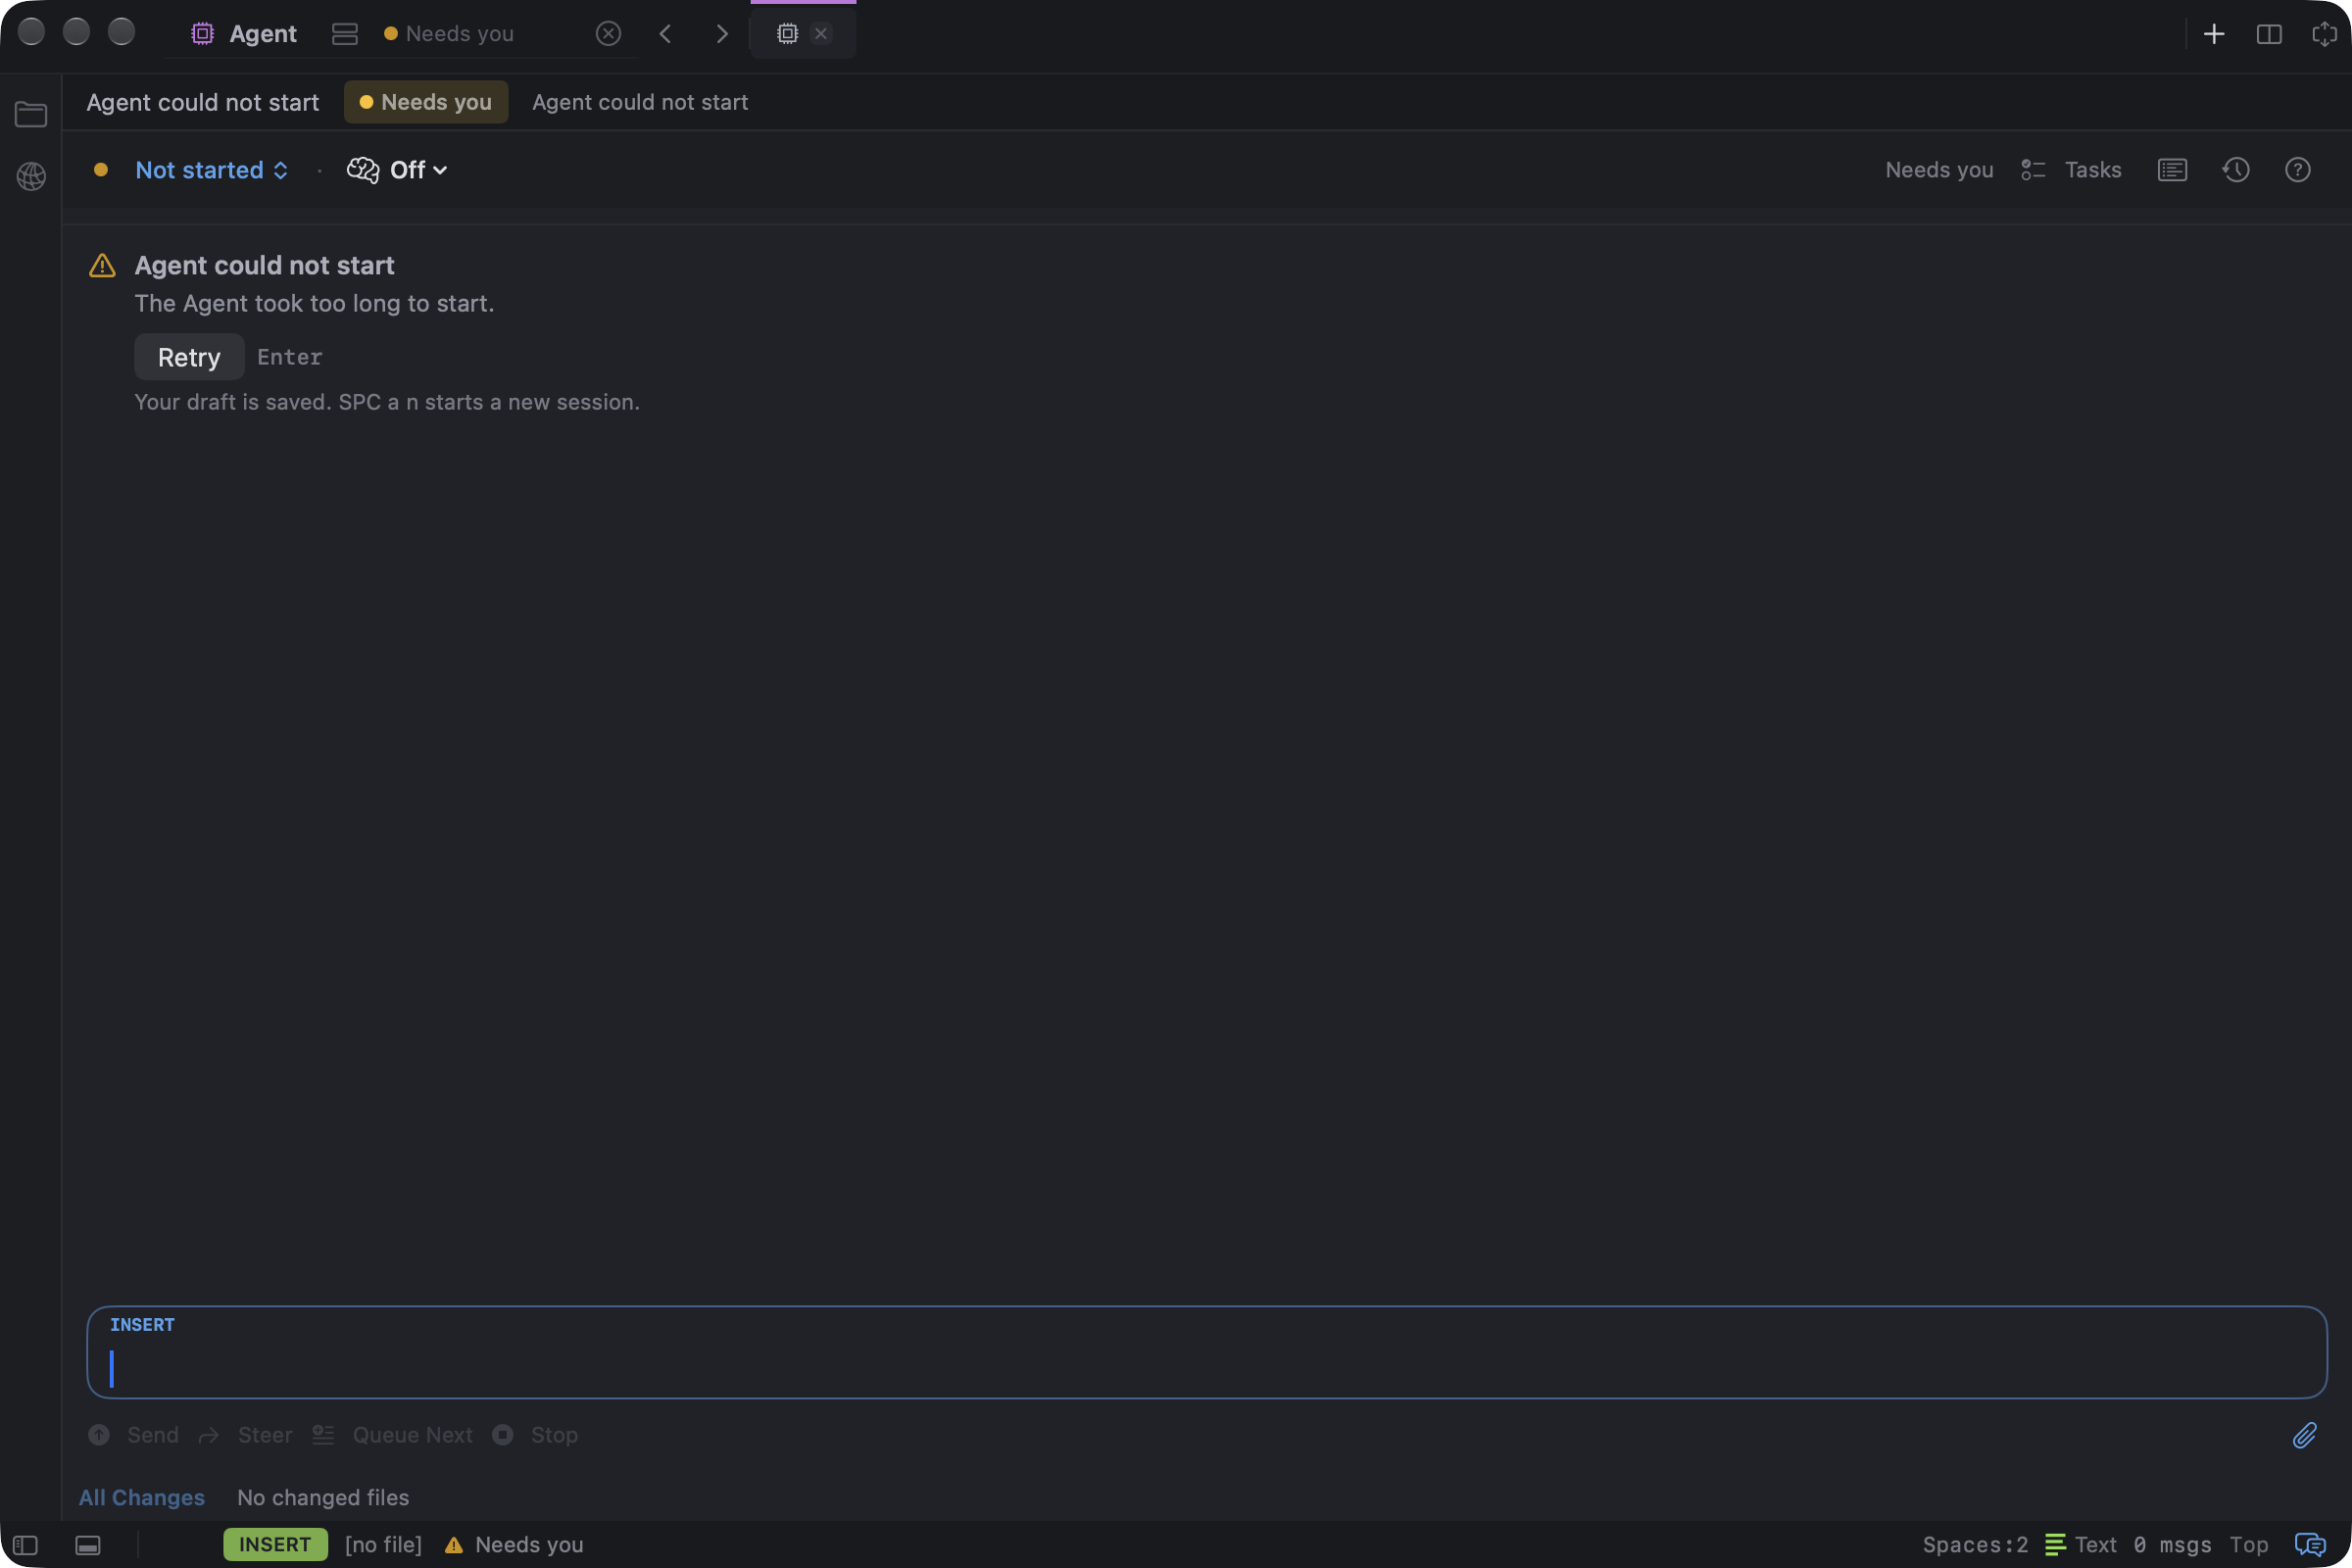 Agent
Needs you
Agent could not start
Needs you
Agent could not start
Not started
·
Off
Needs you
Tasks
Agent could not start
The Agent took too long to start.
Retry
Enter
Your draft is saved. SPC a n starts a new session.
INSERT
Send
Steer
Queue Next
Stop
All Changes
No changed files
INSERT
[no file]
Needs you
Spaces:2
Text
0 msgs
Top